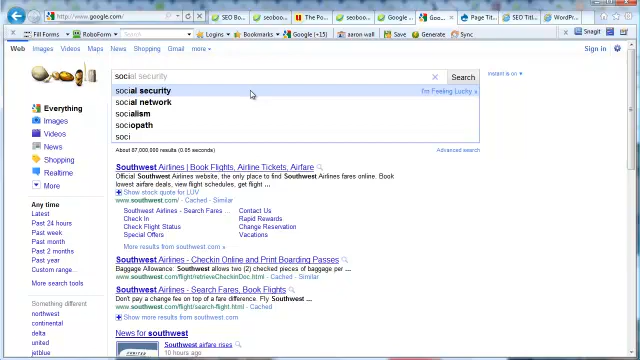 http://www.google.com/
SEO Bo...
seoboo...
The Po...
seoboo...
Google ...
Goo...
Page Titl...
SEO Title...
WordPr...
Fill Forms
RoboForm
Logins
Bookmarks
Google (+15)
aaron wall
Save
Generate
Sync
Snagit
Web Images Videos Maps News Shopping Gmail more
Sign in
social security
Search
Instant is on
social security
I'm Feeling Lucky »
social network
socialism
sociopath
soci
About 87,000,000 results (0.05 seconds)
Advanced search
Everything
Images
Videos
News
Shopping
Realtime
More
Any time
Latest
Past 24 hours
Past week
Past month
Past 2 months
Past year
Custom range...
More search tools
Something different
northwest
continental
delta
united
jetblue
Southwest Airlines | Book Flights, Airline Tickets, Airfare
Official Southwest Airlines website, the only place to find Southwest Airlines fares online. Book
lowest airfare deals, view flight schedules, get flight ...
Show stock quote for LUV
www.southwest.com/ - Cached - Similar
Southwest Airlines - Search Fares ... Contact Us
Check In Rapid Rewards
Check Flight Status Change Reservation
Special Offers Vacations
More results from southwest.com »
Southwest Airlines - Checkin Online and Print Boarding Passes
Baggage Allowance: Southwest allows two (2) checked pieces of baggage per ...
www.southwest.com/flight/retrieveCheckinDoc.html - Cached - Similar
Southwest Airlines - Search Fares, Book Flights
Don't pay a change fee on top of a fare difference. Fly Southwest ...
www.southwest.com/flight/search-flight.html - Cached
Show more results from southwest.com
News for southwest
Southwest airfare rises
10 hours ago